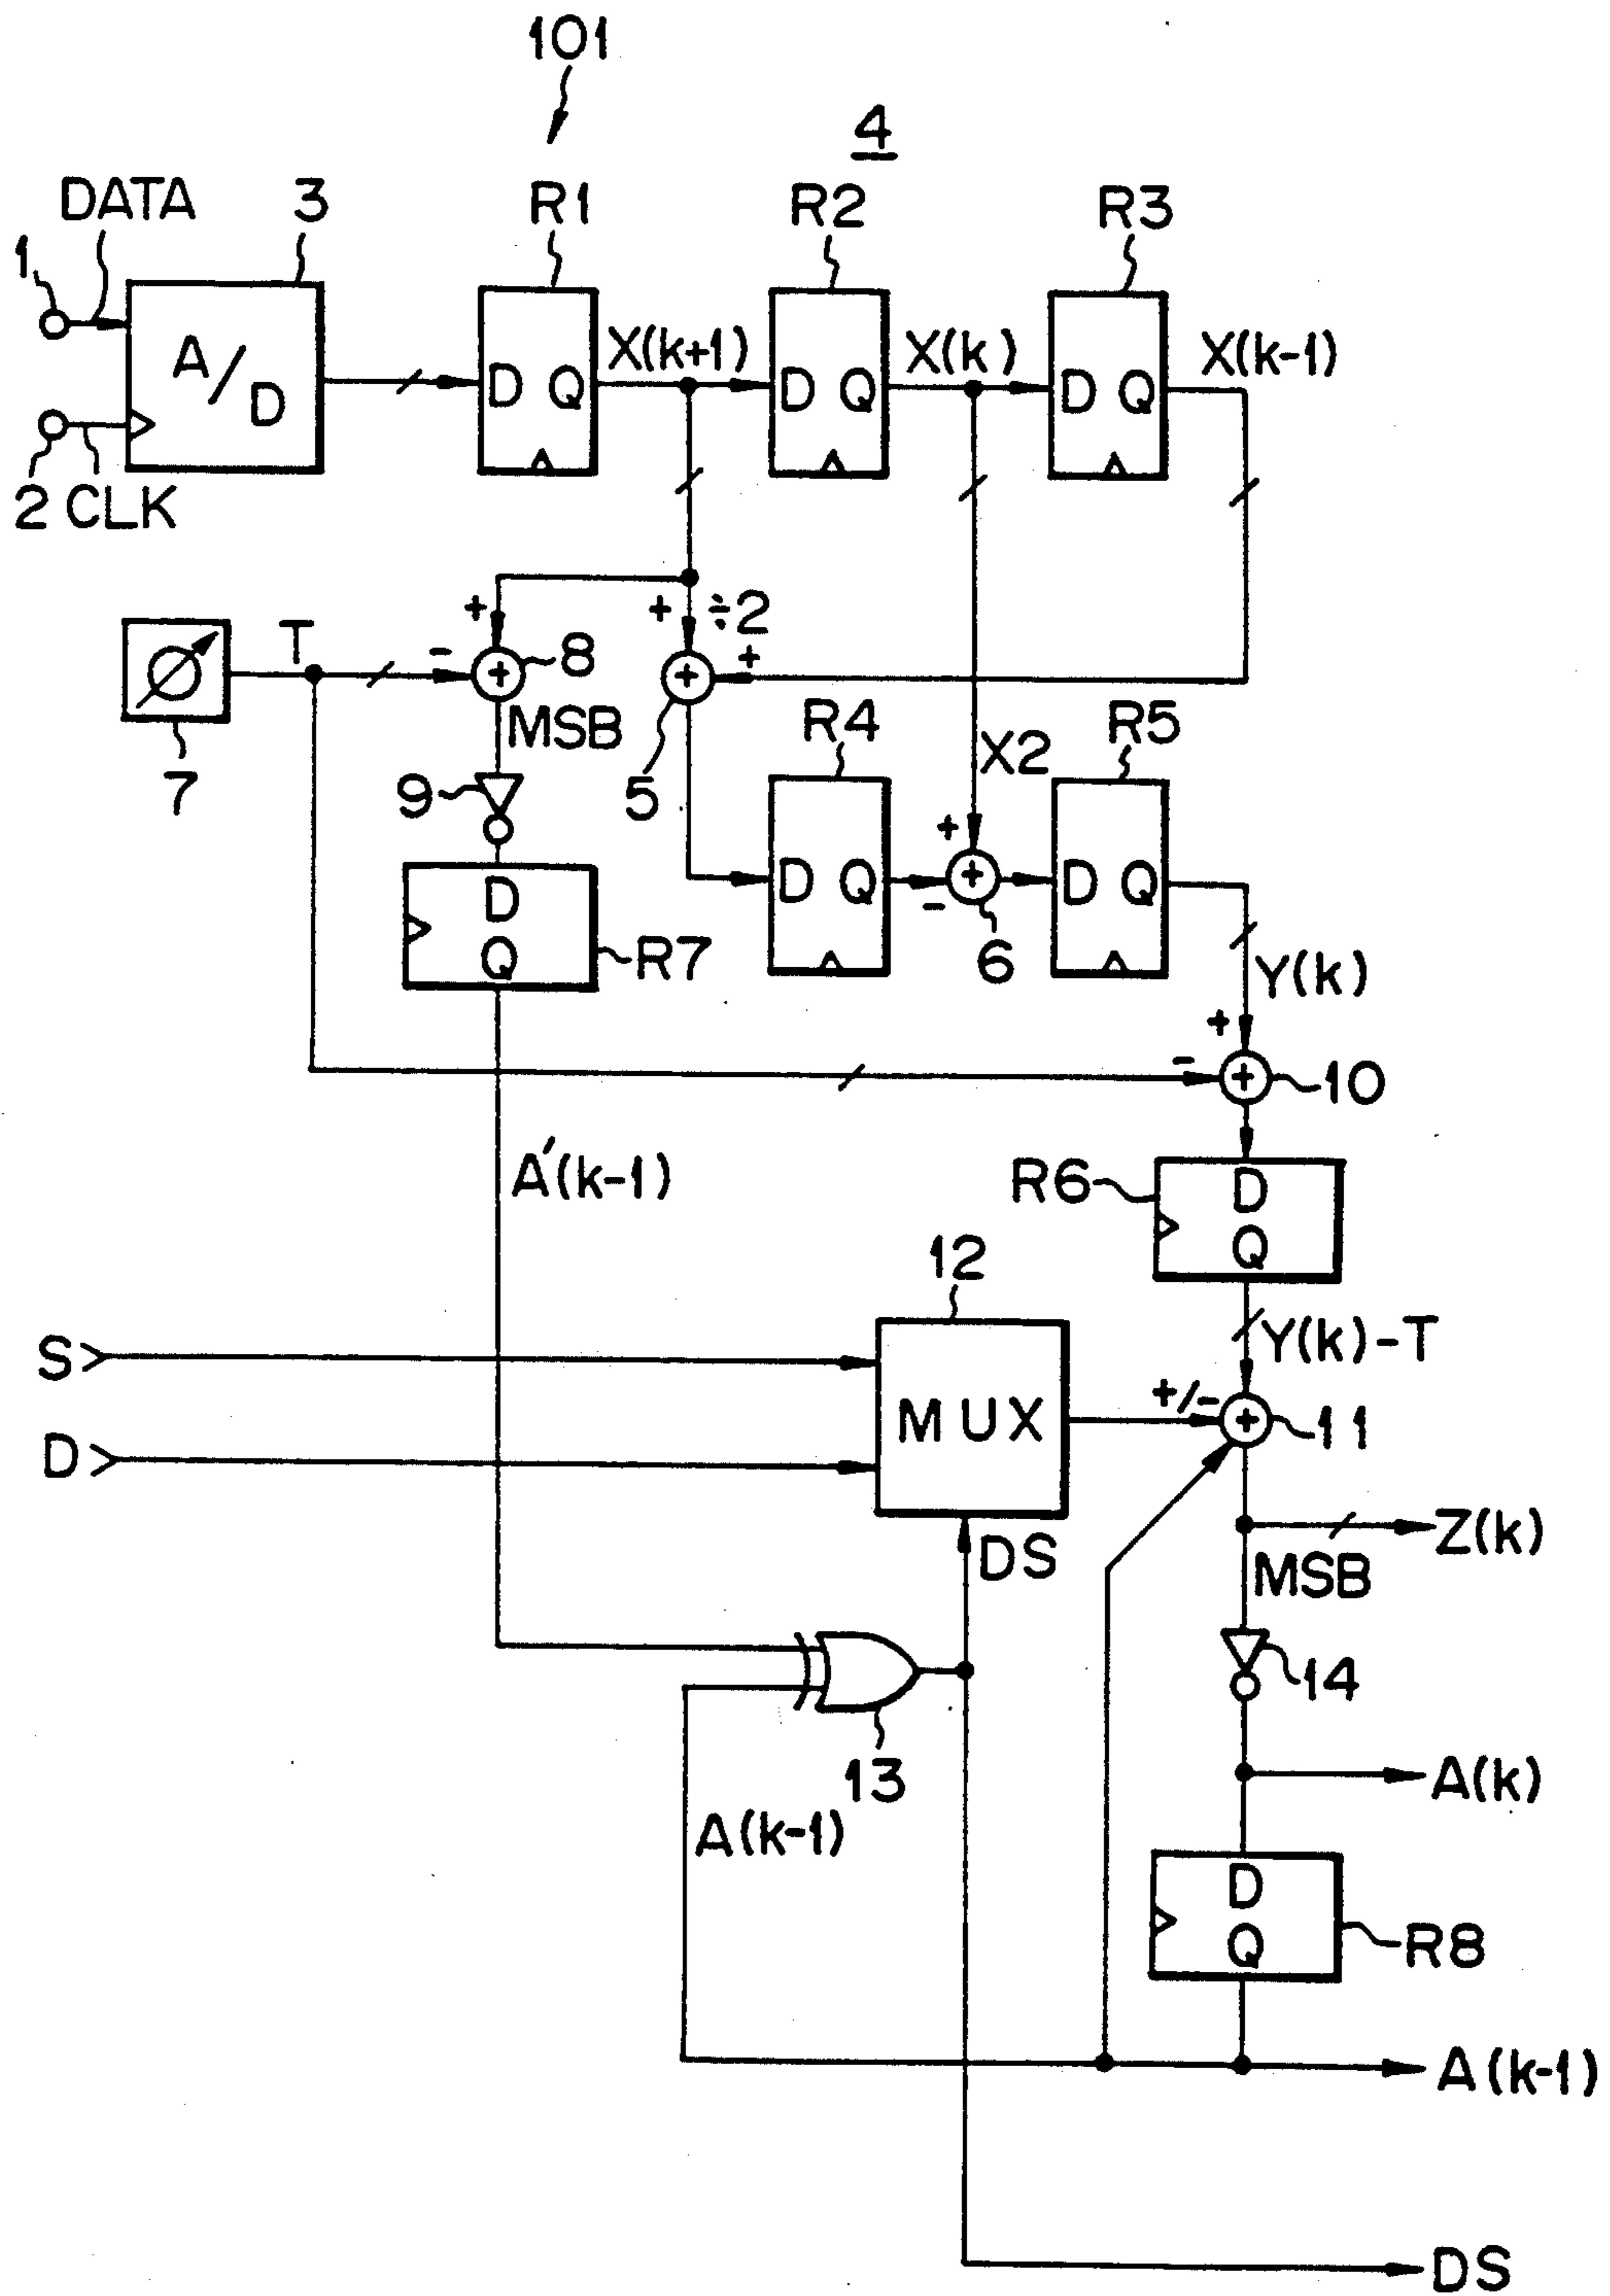 101
4
DATA
3
R1
R2
R3
1
A/D
D Q
X(k+1)
D Q
X(k)
D Q
X(k-1)
2 CLK
+
+ ÷2
T
-
8
+
+
+
MSB
R4
R5
7
9
5
X2
+
D
Q
R7
D Q
-
+
6
D Q
Y(k)
+
-
+
10
A'(k-1)
R6
D
Q
12
S
Y(k)-T
MUX
+/-
+
11
D
DS
Z(k)
MSB
14
13
A(k)
A(k-1)
D
Q
R8
A(k-1)
DS